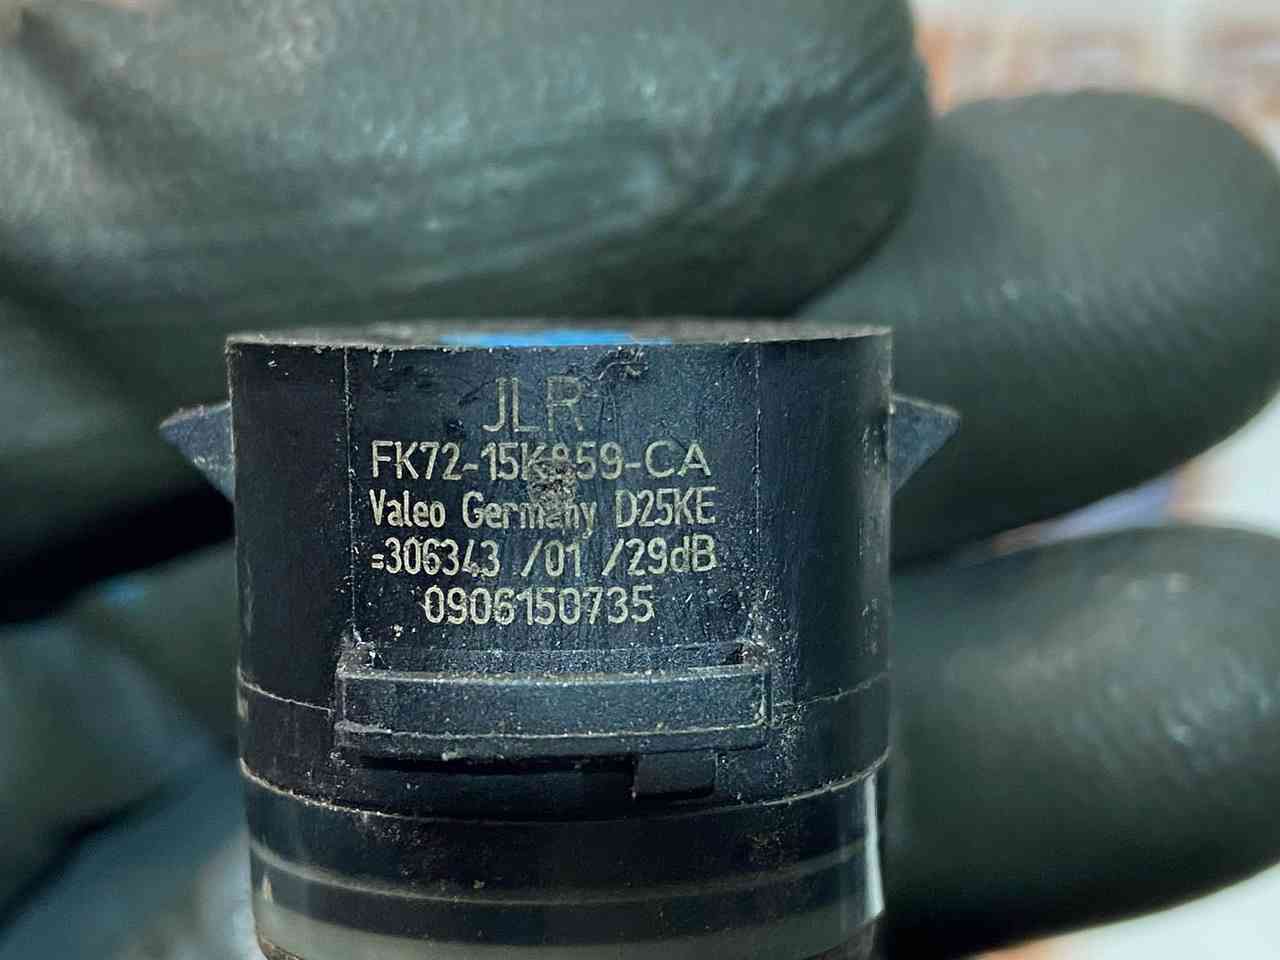 JLR
FK72-15K859-CA
Valeo Germany D25KE
=306343 /01 /29dB
0906150735